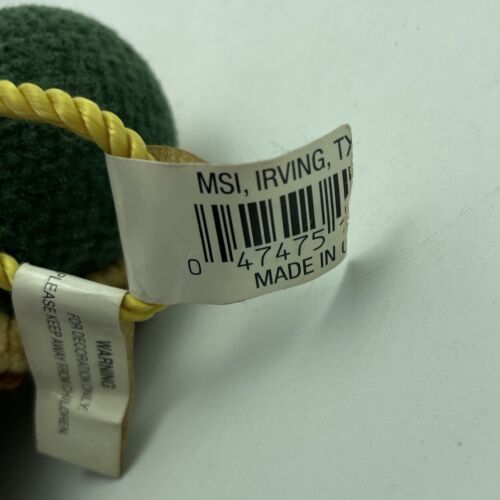 MSI, IRVING, TX
0 47475
MADE IN
WARNING
FOR DECORATION ONLY.
PLEASE KEEP AWAY FROM CHILDREN.